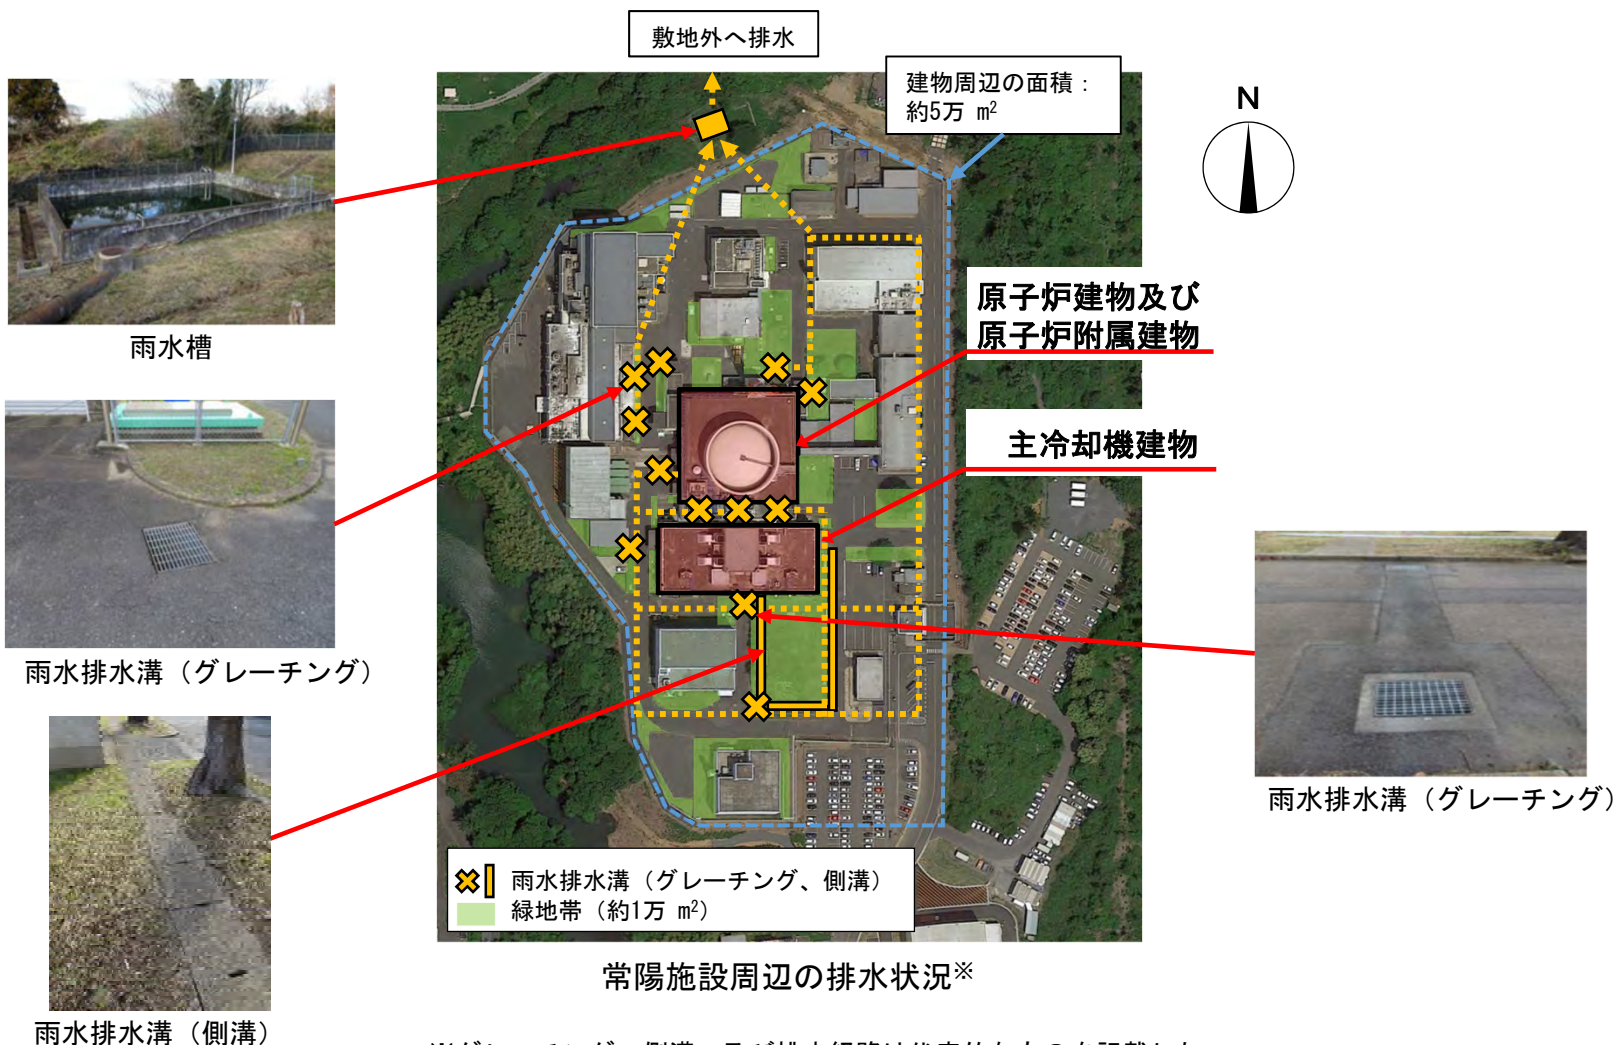 敷地外へ排水
建物周辺の面積：
約5万 m²
N
雨水槽
原子炉建物及び
原子炉附属建物
主冷却機建物
雨水排水溝（グレーチング）
雨水排水溝（グレーチング）
雨水排水溝（グレーチング、側溝）
緑地帯（約1万 m²）
常陽施設周辺の排水状況※
雨水排水溝（側溝）